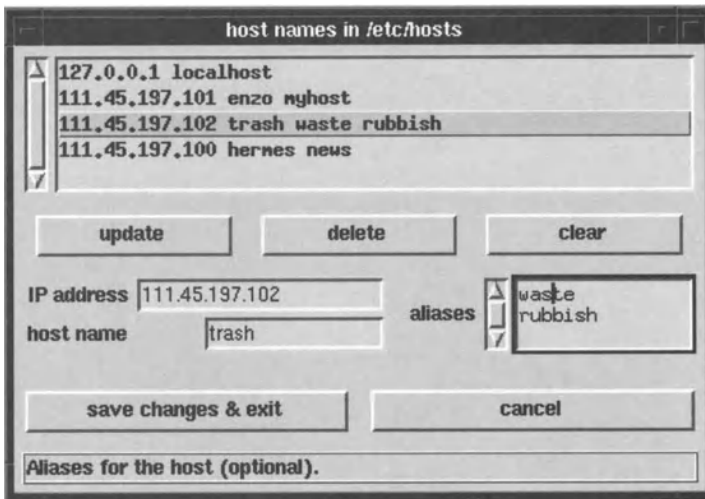 host names in /etc/hosts
127.0.0.1 localhost
111.45.197.101 enzo myhost
111.45.197.102 trash waste rubbish
111.45.197.100 hermes news
update
delete
clear
IP address 111.45.197.102
host name trash
aliases
waste
rubbish
save changes & exit
cancel
Aliases for the host (optional).